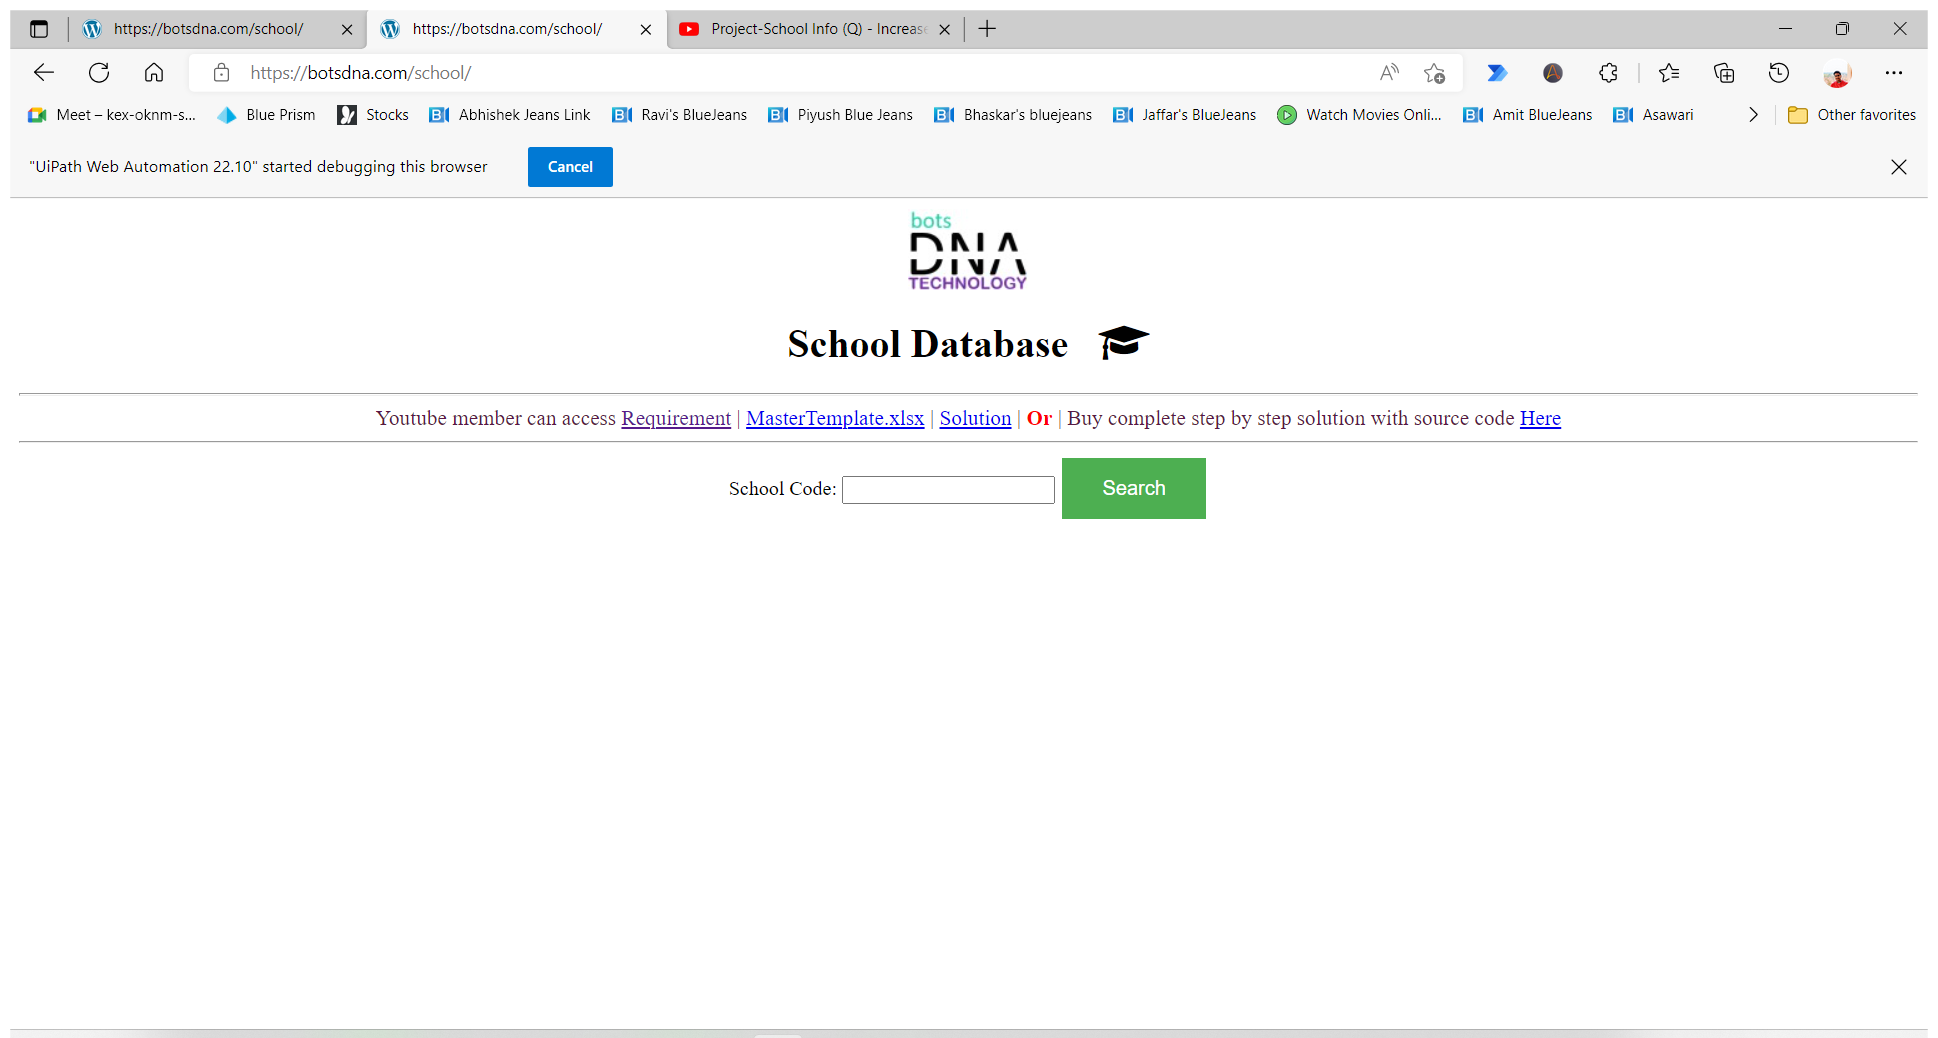 https://botsdna.com/school/ https://botsdna.com/school/ Project-School Info (Q) - Increas
https://botsdna.com/school/
Meet – kex-oknm-s... Blue Prism Stocks Abhishek Jeans Link Ravi's BlueJeans Piyush Blue Jeans Bhaskar's bluejeans Jaffar's BlueJeans Watch Movies Onli... Amit BlueJeans Asawari Other favorites
"UiPath Web Automation 22.10" started debugging this browser Cancel
bots
DNA
TECHNOLOGY
School Database
Youtube member can access Requirement | MasterTemplate.xlsx | Solution | Or | Buy complete step by step solution with source code Here
School Code: Search